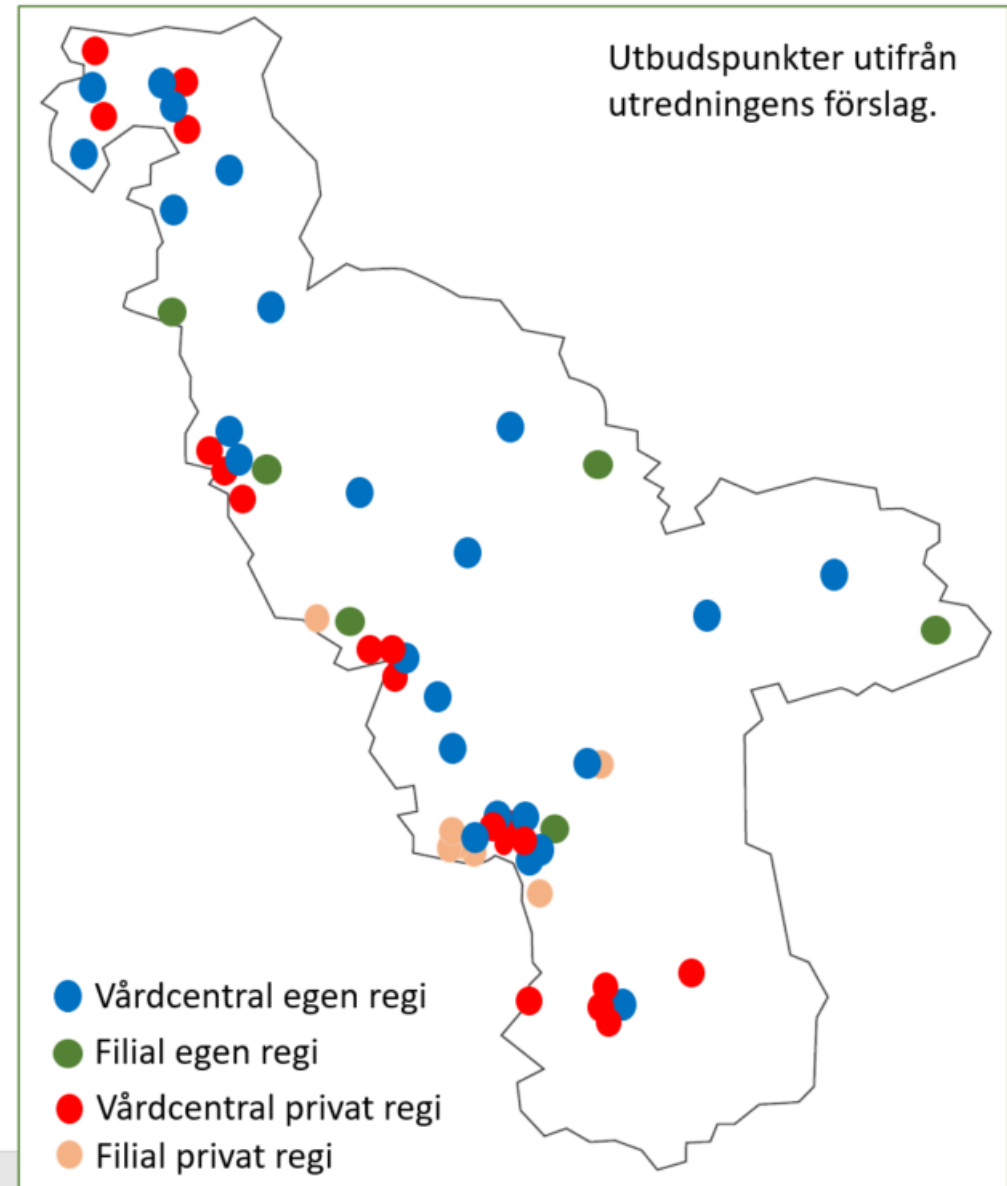 Utbudspunkter utifrån
utredningens förslag.
Vårdcentral egen regi
Filial egen regi
Vårdcentral privat regi
Filial privat regi